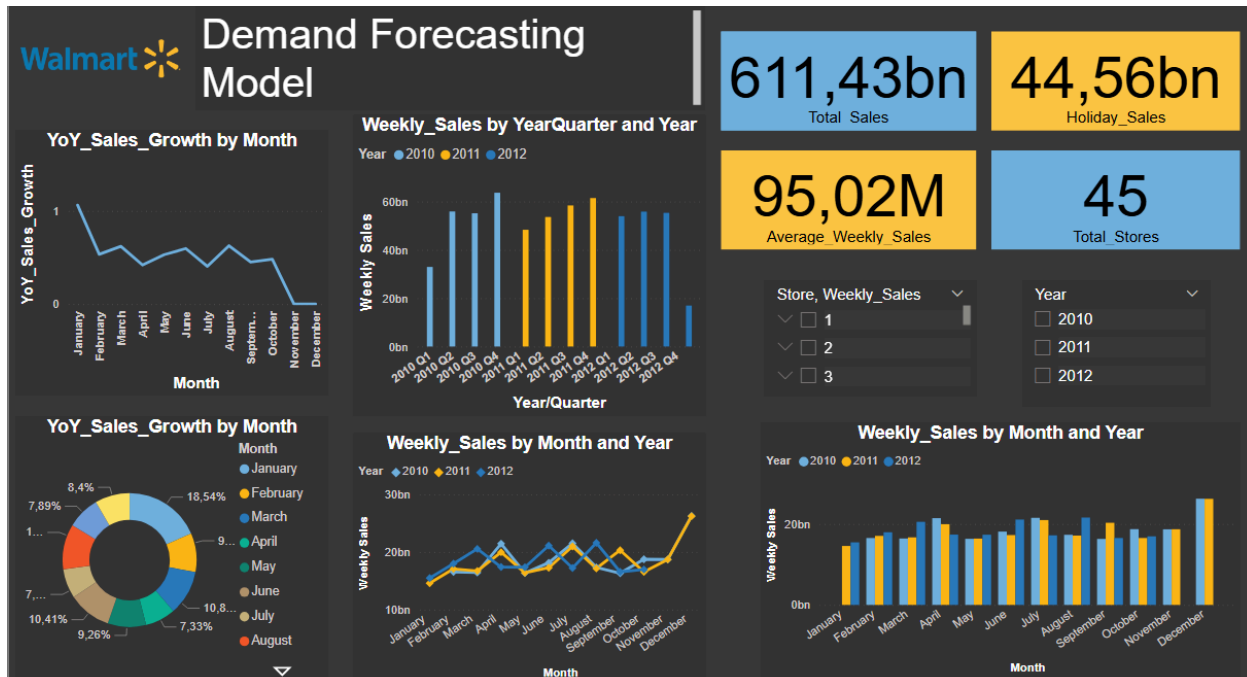 Walmart
Demand Forecasting
Model
611,43bn
Total_Sales
44,56bn
Holiday_Sales
95,02M
Average_Weekly_Sales
45
Total_Stores
Store, Weekly_Sales
1
2
3
Year
2010
2011
2012
YoY_Sales_Growth by Month
YoY_Sales_Growth
1
0
January
February
March
April
May
June
July
August
Septem...
October
November
December
Month
Weekly_Sales by YearQuarter and Year
Year 2010 2011 2012
Weekly Sales
60bn
40bn
20bn
0bn
2010 Q1
2010 Q2
2010 Q3
2010 Q4
2011 Q1
2011 Q2
2011 Q3
2011 Q4
2012 Q1
2012 Q2
2012 Q3
2012 Q4
Year/Quarter
YoY_Sales_Growth by Month
Month
January
February
March
April
May
June
July
August
18,54%
9...
10,8...
7,33%
9,26%
10,41%
7,...
1...
7,89%
8,4%
Weekly_Sales by Month and Year
Year 2010 2011 2012
Weekly Sales
30bn
20bn
10bn
January
February
March
April
May
June
July
August
September
October
November
December
Month
Weekly_Sales by Month and Year
Year 2010 2011 2012
Weekly Sales
20bn
0bn
January
February
March
April
May
June
July
August
September
October
November
December
Month